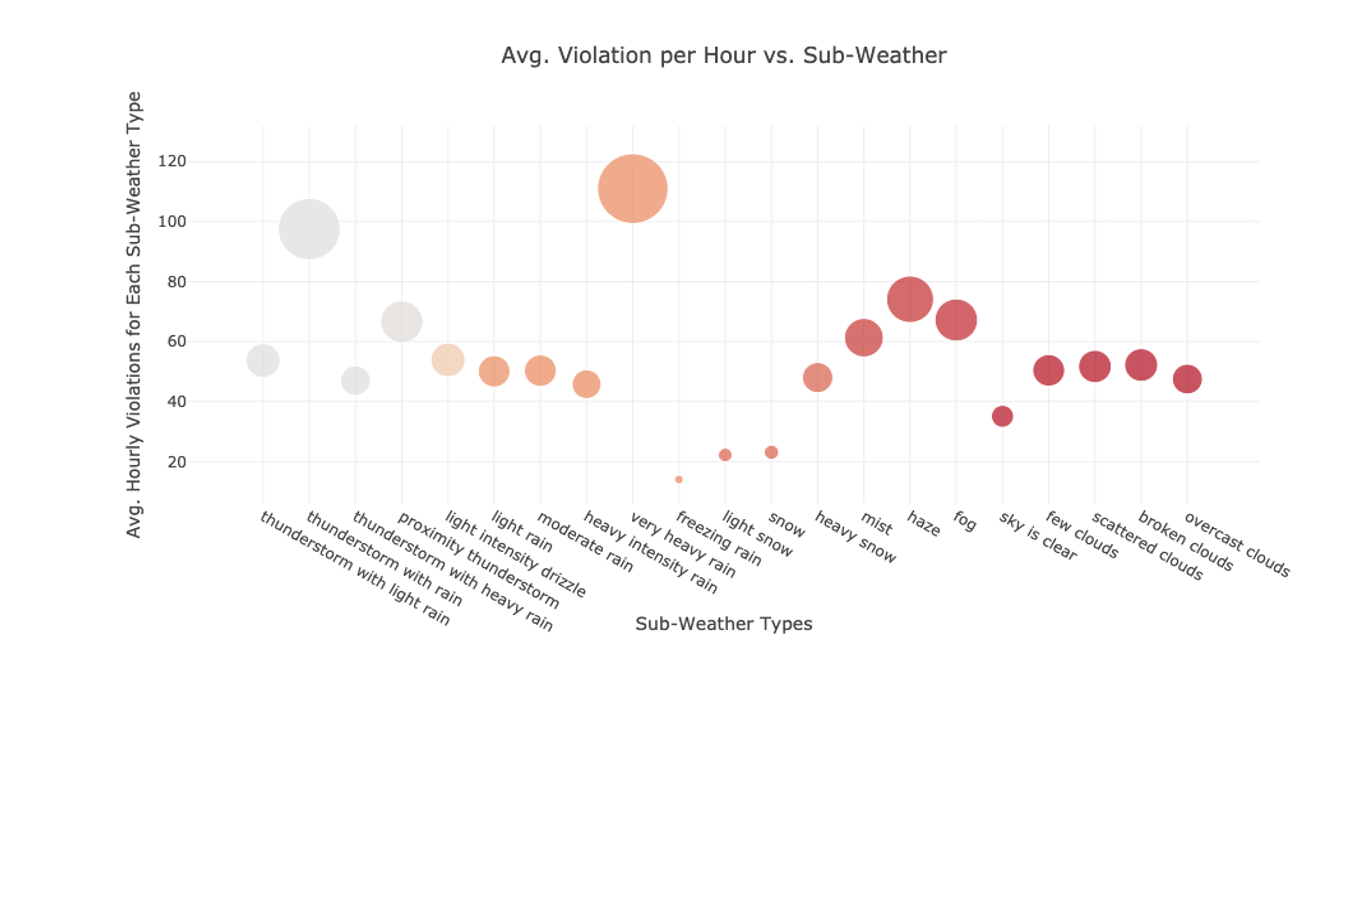 Avg. Violation per Hour vs. Sub-Weather
Avg. Hourly Violations for Each Sub-Weather Type
120
100
80
60
40
20
thunderstorm with light rain
thunderstorm with rain
thunderstorm with heavy rain
proximity thunderstorm
light intensity drizzle
light rain
moderate rain
heavy intensity rain
very heavy rain
freezing rain
light snow
snow
heavy snow
mist
haze
fog
sky is clear
few clouds
scattered clouds
broken clouds
overcast clouds
Sub-Weather Types